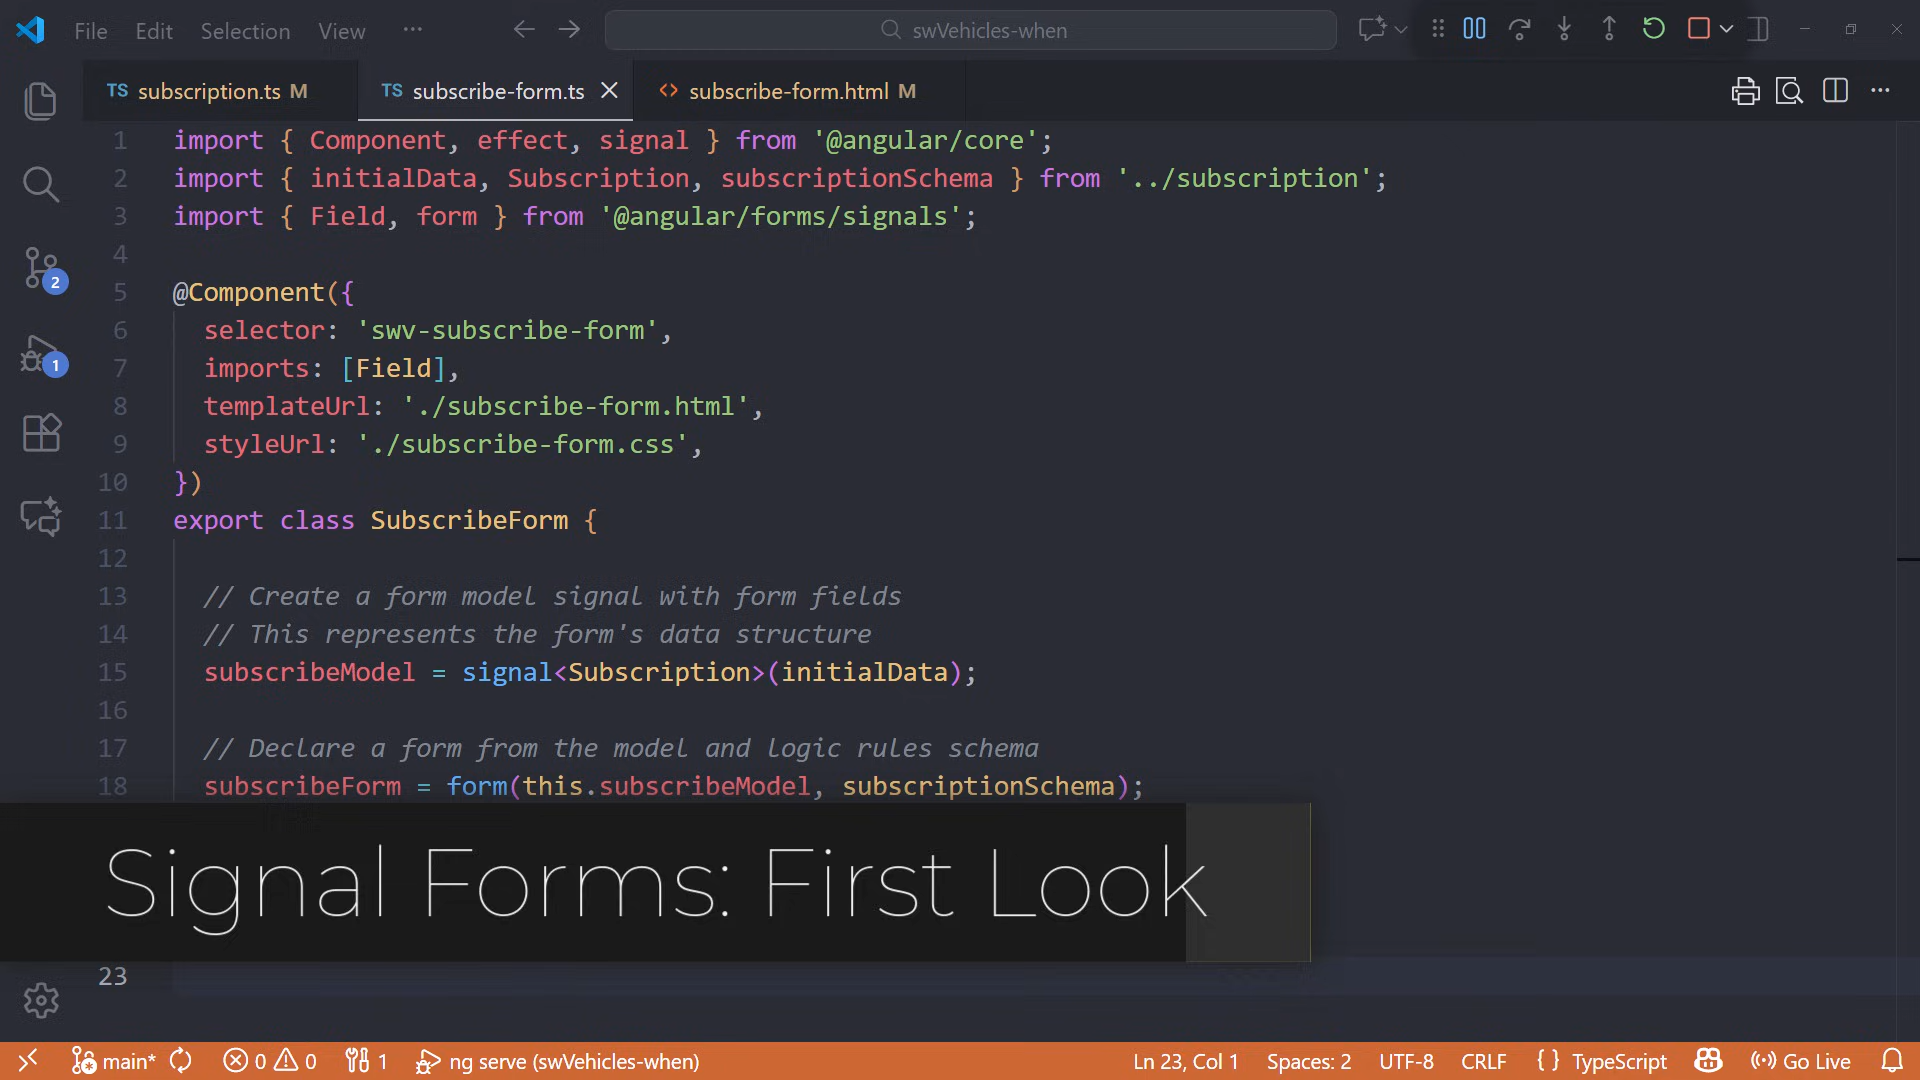 File Edit Selection View ··· swVehicles-when
TS subscription.ts M TS subscribe-form.ts <> subscribe-form.html M
1 import { Component, effect, signal } from '@angular/core';
2 import { initialData, Subscription, subscriptionSchema } from '../subscription';
3 import { Field, form } from '@angular/forms/signals';
4
5 @Component({
6 selector: 'swv-subscribe-form',
7 imports: [Field],
8 templateUrl: './subscribe-form.html',
9 styleUrl: './subscribe-form.css',
10 })
11 export class SubscribeForm {
12
13 // Create a form model signal with form fields
14 // This represents the form's data structure
15 subscribeModel = signal<Subscription>(initialData);
16
17 // Declare a form from the model and logic rules schema
18 subscribeForm = form(this.subscribeModel, subscriptionSchema);
2
1
Signal Forms: First Look
23
main* 0 0 1 ng serve (swVehicles-when) Ln 23, Col 1 Spaces: 2 UTF-8 CRLF {} TypeScript Go Live